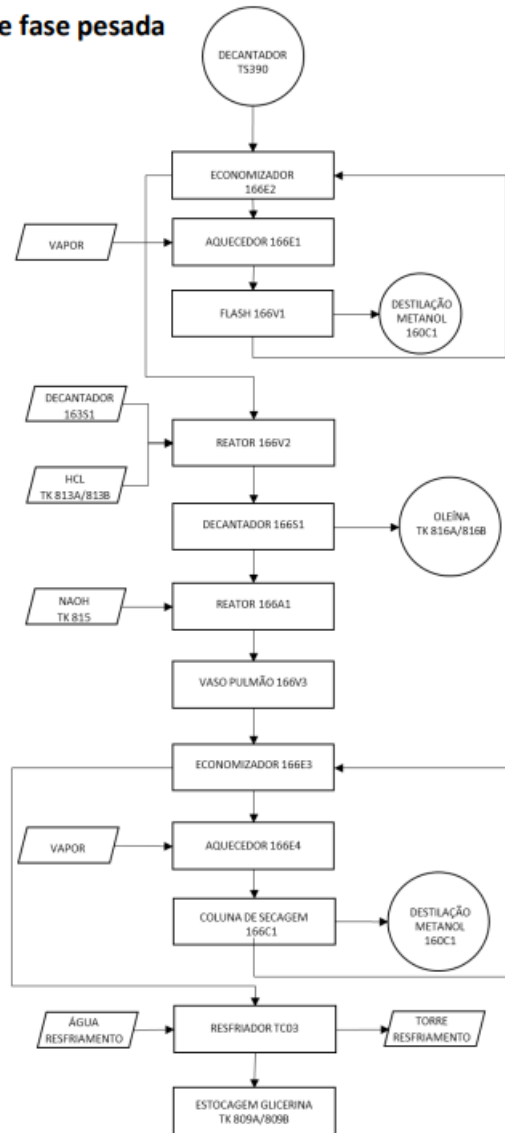 e fase pesada
DECANTADOR
TS390
ECONOMIZADOR
166E2
VAPOR
AQUECEDOR 166E1
FLASH 166V1
DESTILAÇÃO
METANOL
160C1
DECANTADOR
163S1
HCL
TK 813A/813B
REATOR 166V2
DECANTADOR 166S1
OLEÍNA
TK 816A/816B
NAOH
TK 815
REATOR 166A1
VASO PULMÃO 166V3
ECONOMIZADOR 166E3
VAPOR
AQUECEDOR 166E4
COLUNA DE SECAGEM
166C1
DESTILAÇÃO
METANOL
160C1
ÁGUA
RESFRIAMENTO
RESFRIADOR TC03
TORRE
RESFRIAMENTO
ESTOCAGEM GLICERINA
TK 809A/809B